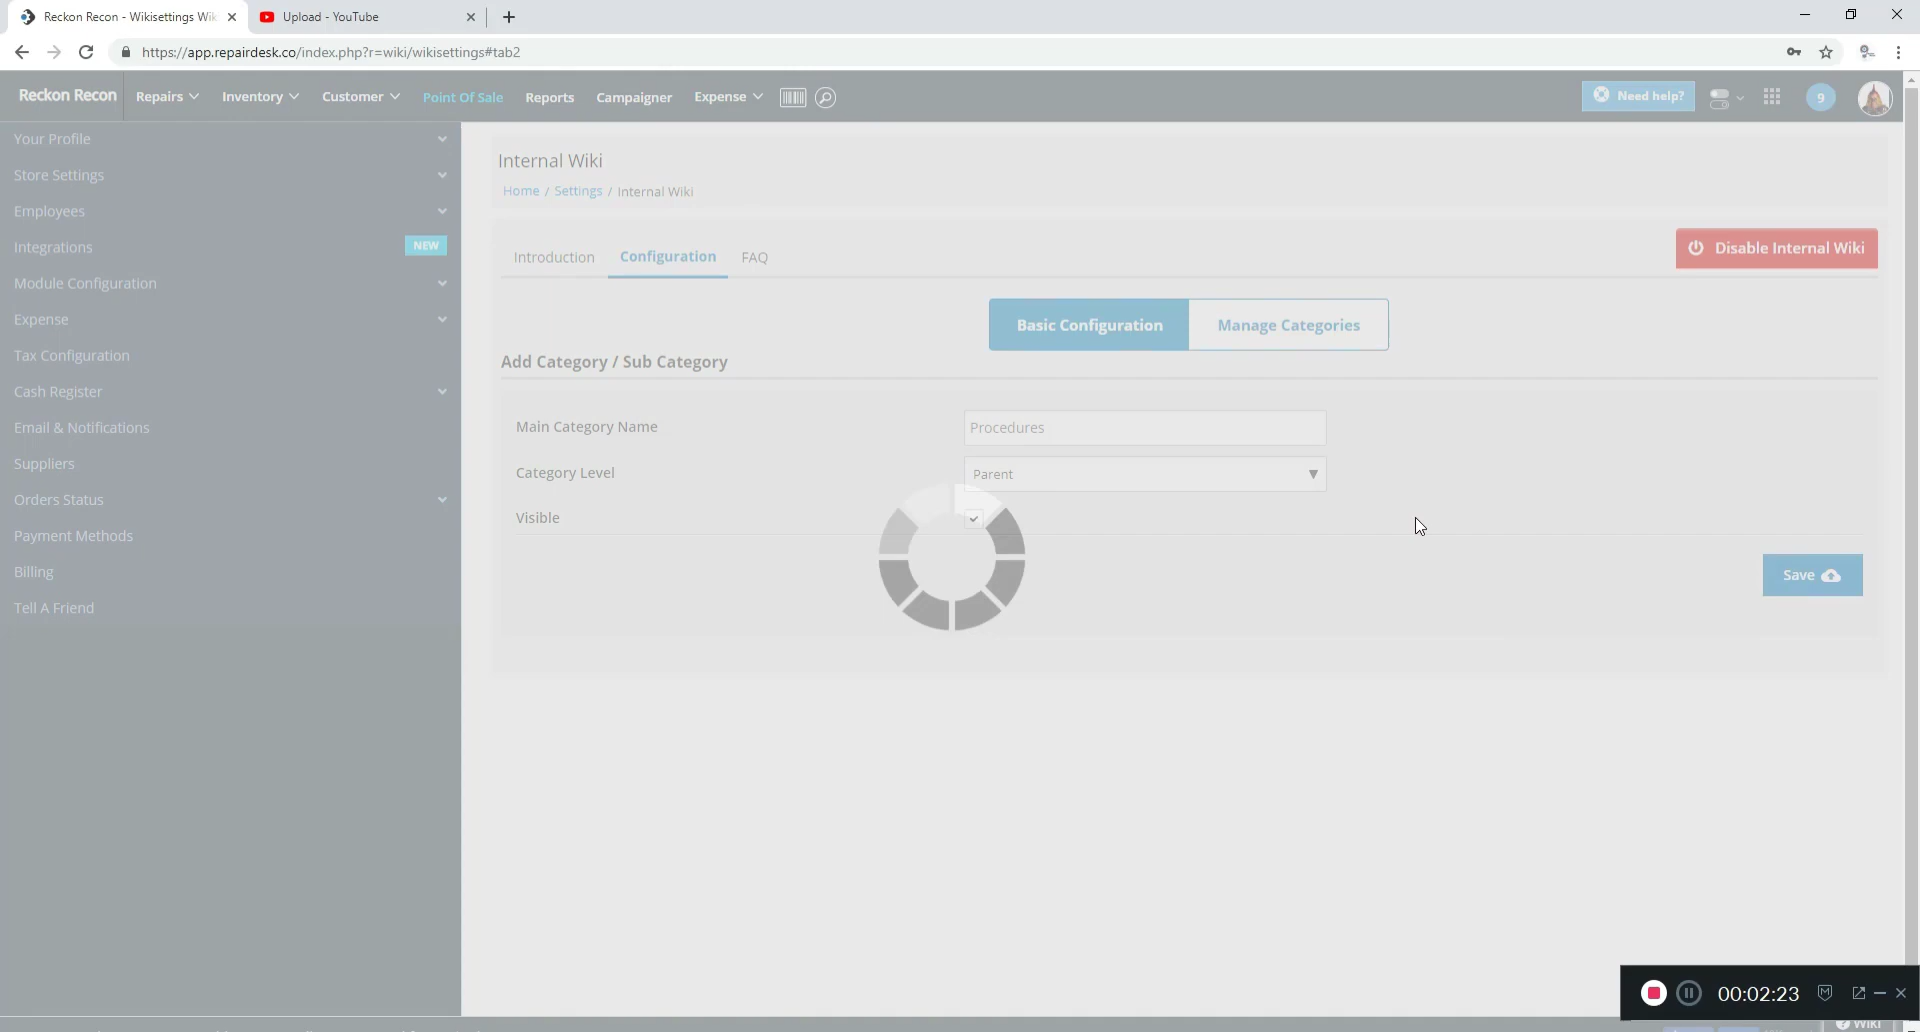 Reckon Recon - Wikisettings Wik
Upload - YouTube
https://app.repairdesk.co/index.php?r=wiki/wikisettings#tab2
Reckon Recon
Repairs
Inventory
Customer
Point Of Sale
Reports
Campaigner
Expense
Need help?
9
Your Profile
Store Settings
Employees
Integrations
NEW
Module Configuration
Expense
Tax Configuration
Cash Register
Email & Notifications
Suppliers
Orders Status
Payment Methods
Billing
Tell A Friend
Internal Wiki
Home / Settings / Internal Wiki
Introduction
Configuration
FAQ
Disable Internal Wiki
Basic Configuration
Manage Categories
Add Category / Sub Category
Main Category Name
Procedures
Category Level
Parent
Visible
Save
00:02:23
Wiki